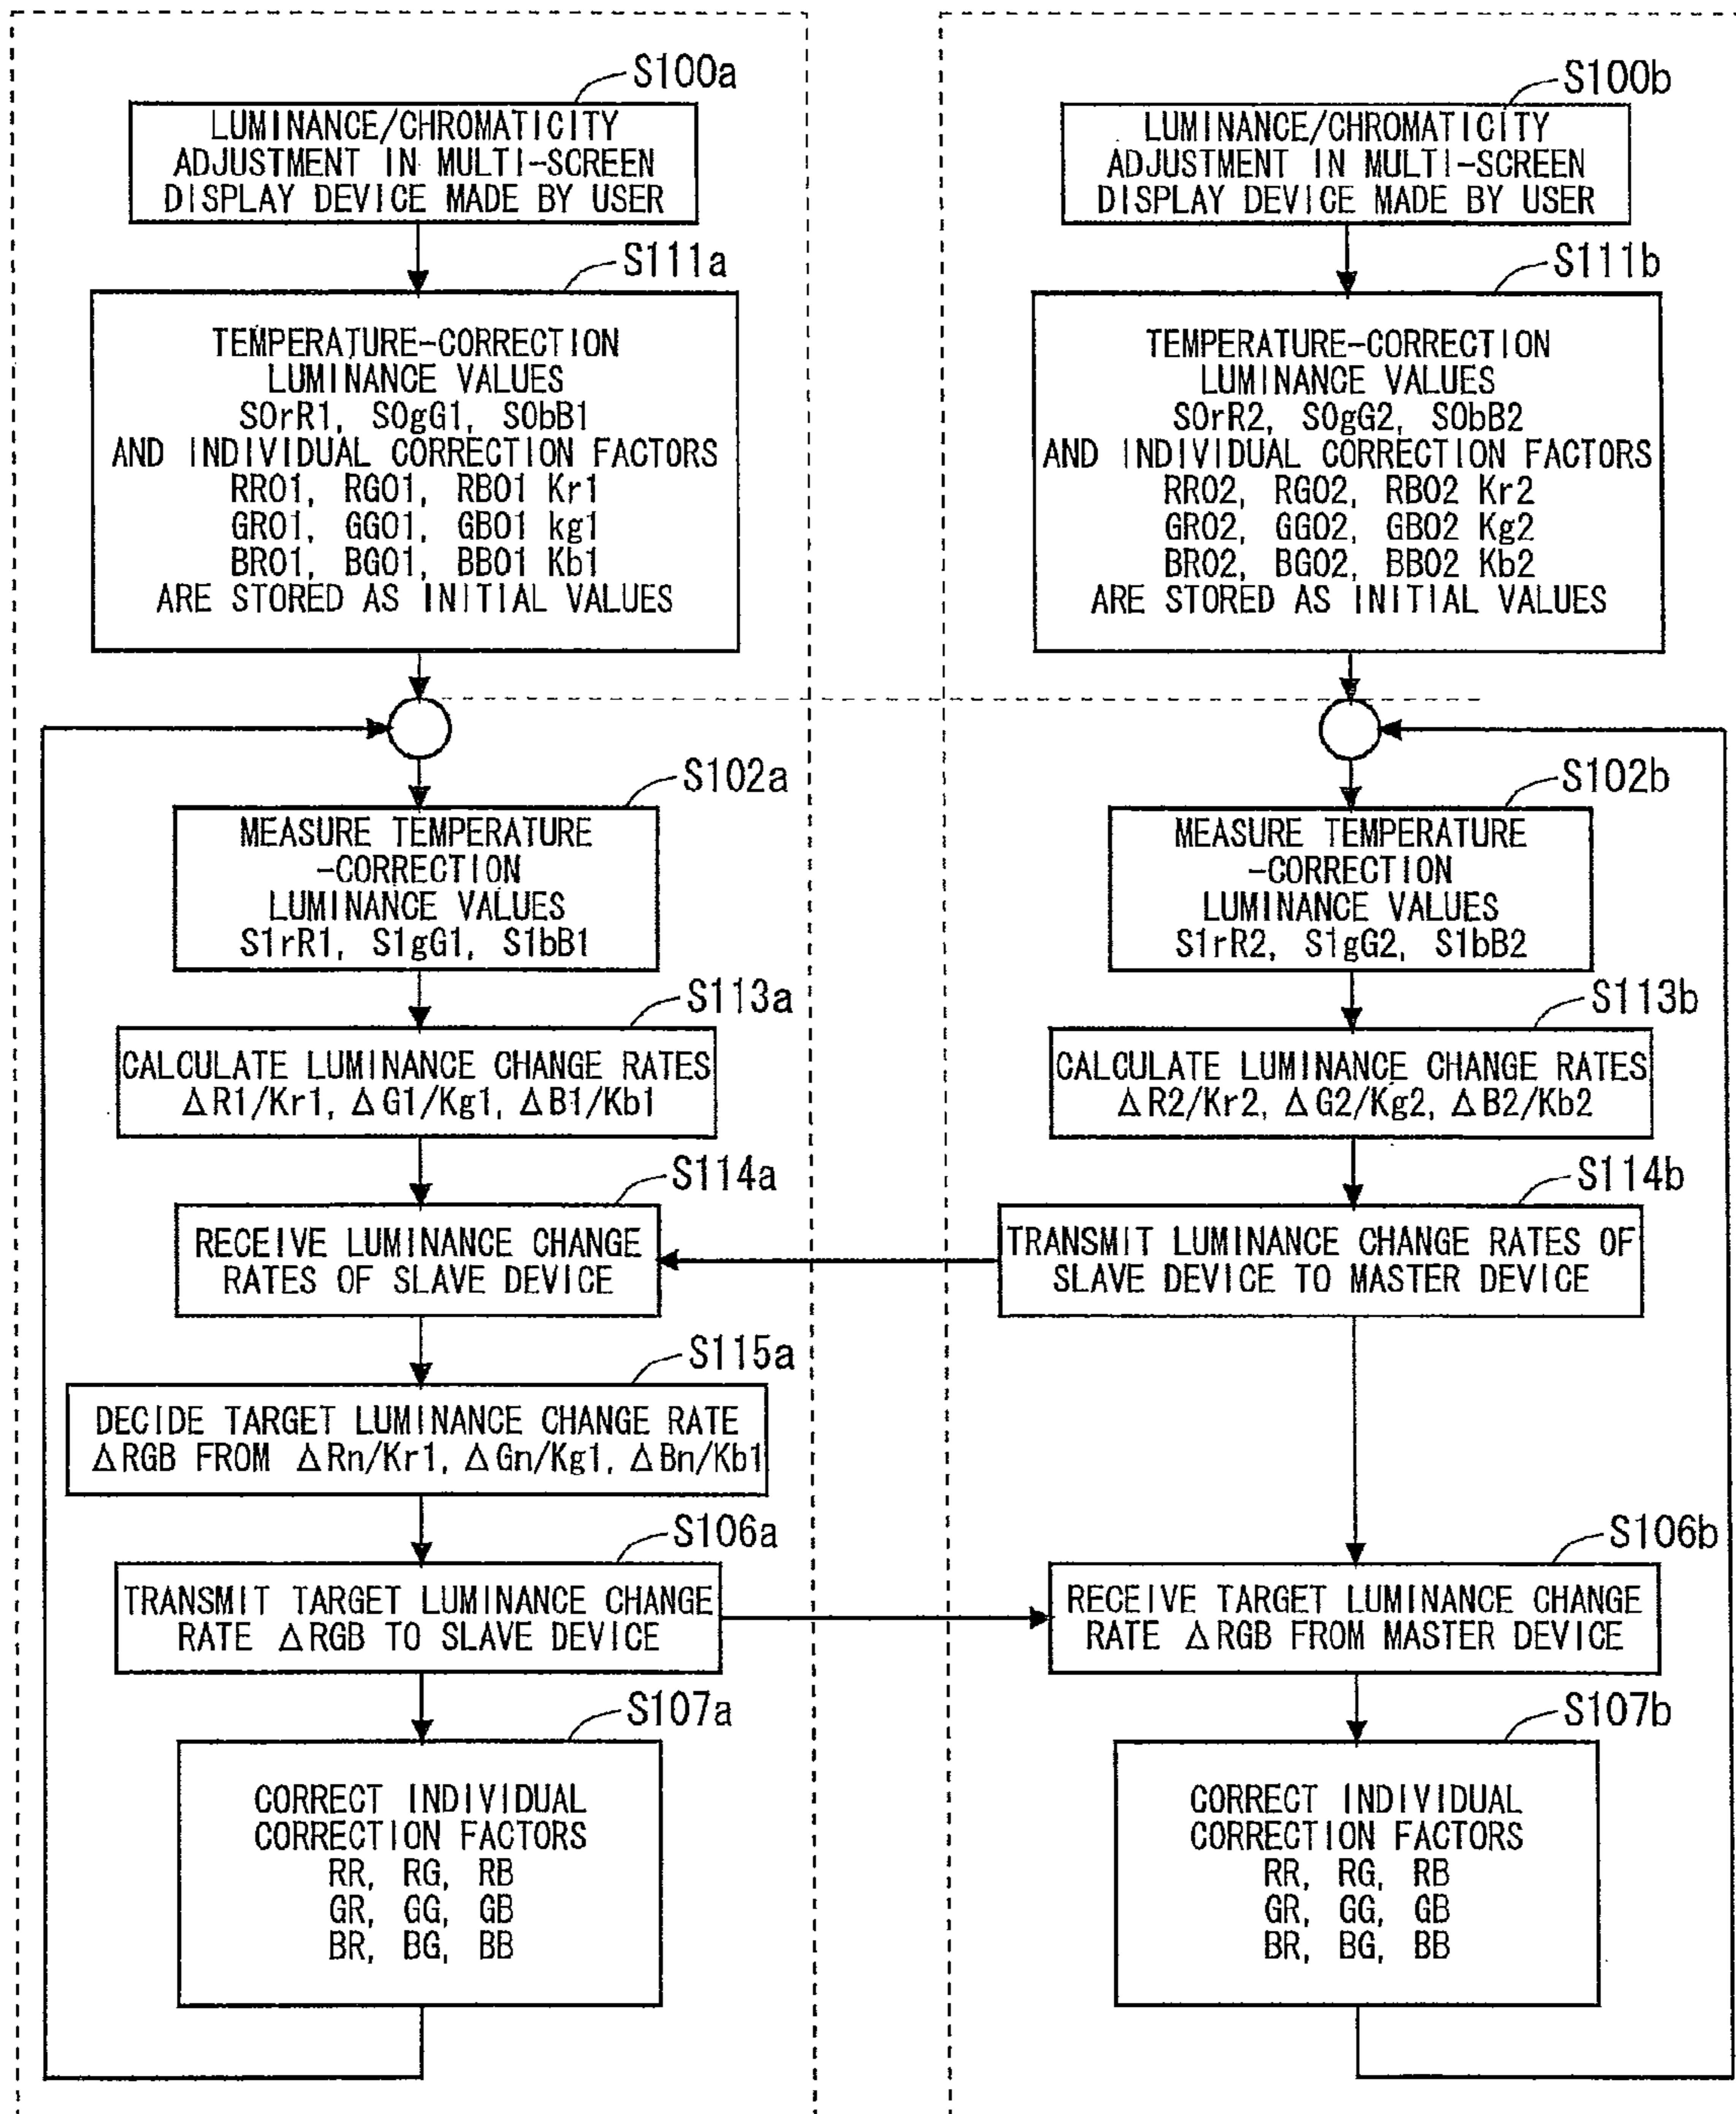 S100a
LUMINANCE/CHROMATICITY
ADJUSTMENT IN MULTI-SCREEN
DISPLAY DEVICE MADE BY USER
S111a
TEMPERATURE-CORRECTION
LUMINANCE VALUES
S0rR1, S0gG1, S0bB1
AND INDIVIDUAL CORRECTION FACTORS
RR01, RG01, RB01 Kr1
GR01, GG01, GB01 kg1
BR01, BG01, BB01 Kb1
ARE STORED AS INITIAL VALUES
S102a
MEASURE TEMPERATURE
-CORRECTION
LUMINANCE VALUES
S1rR1, S1gG1, S1bB1
S113a
CALCULATE LUMINANCE CHANGE RATES
ΔR1/Kr1, ΔG1/Kg1, ΔB1/Kb1
S114a
RECEIVE LUMINANCE CHANGE
RATES OF SLAVE DEVICE
S115a
DECIDE TARGET LUMINANCE CHANGE RATE
ΔRGB FROM ΔRn/Kr1, ΔGn/Kg1, ΔBn/Kb1
S106a
TRANSMIT TARGET LUMINANCE CHANGE
RATE ΔRGB TO SLAVE DEVICE
S107a
CORRECT INDIVIDUAL
CORRECTION FACTORS
RR, RG, RB
GR, GG, GB
BR, BG, BB
S100b
LUMINANCE/CHROMATICITY
ADJUSTMENT IN MULTI-SCREEN
DISPLAY DEVICE MADE BY USER
S111b
TEMPERATURE-CORRECTION
LUMINANCE VALUES
S0rR2, S0gG2, S0bB2
AND INDIVIDUAL CORRECTION FACTORS
RR02, RG02, RB02 Kr2
GR02, GG02, GB02 Kg2
BR02, BG02, BB02 Kb2
ARE STORED AS INITIAL VALUES
S102b
MEASURE TEMPERATURE
-CORRECTION
LUMINANCE VALUES
S1rR2, S1gG2, S1bB2
S113b
CALCULATE LUMINANCE CHANGE RATES
ΔR2/Kr2, ΔG2/Kg2, ΔB2/Kb2
S114b
TRANSMIT LUMINANCE CHANGE RATES OF
SLAVE DEVICE TO MASTER DEVICE
S106b
RECEIVE TARGET LUMINANCE CHANGE
RATE ΔRGB FROM MASTER DEVICE
S107b
CORRECT INDIVIDUAL
CORRECTION FACTORS
RR, RG, RB
GR, GG, GB
BR, BG, BB